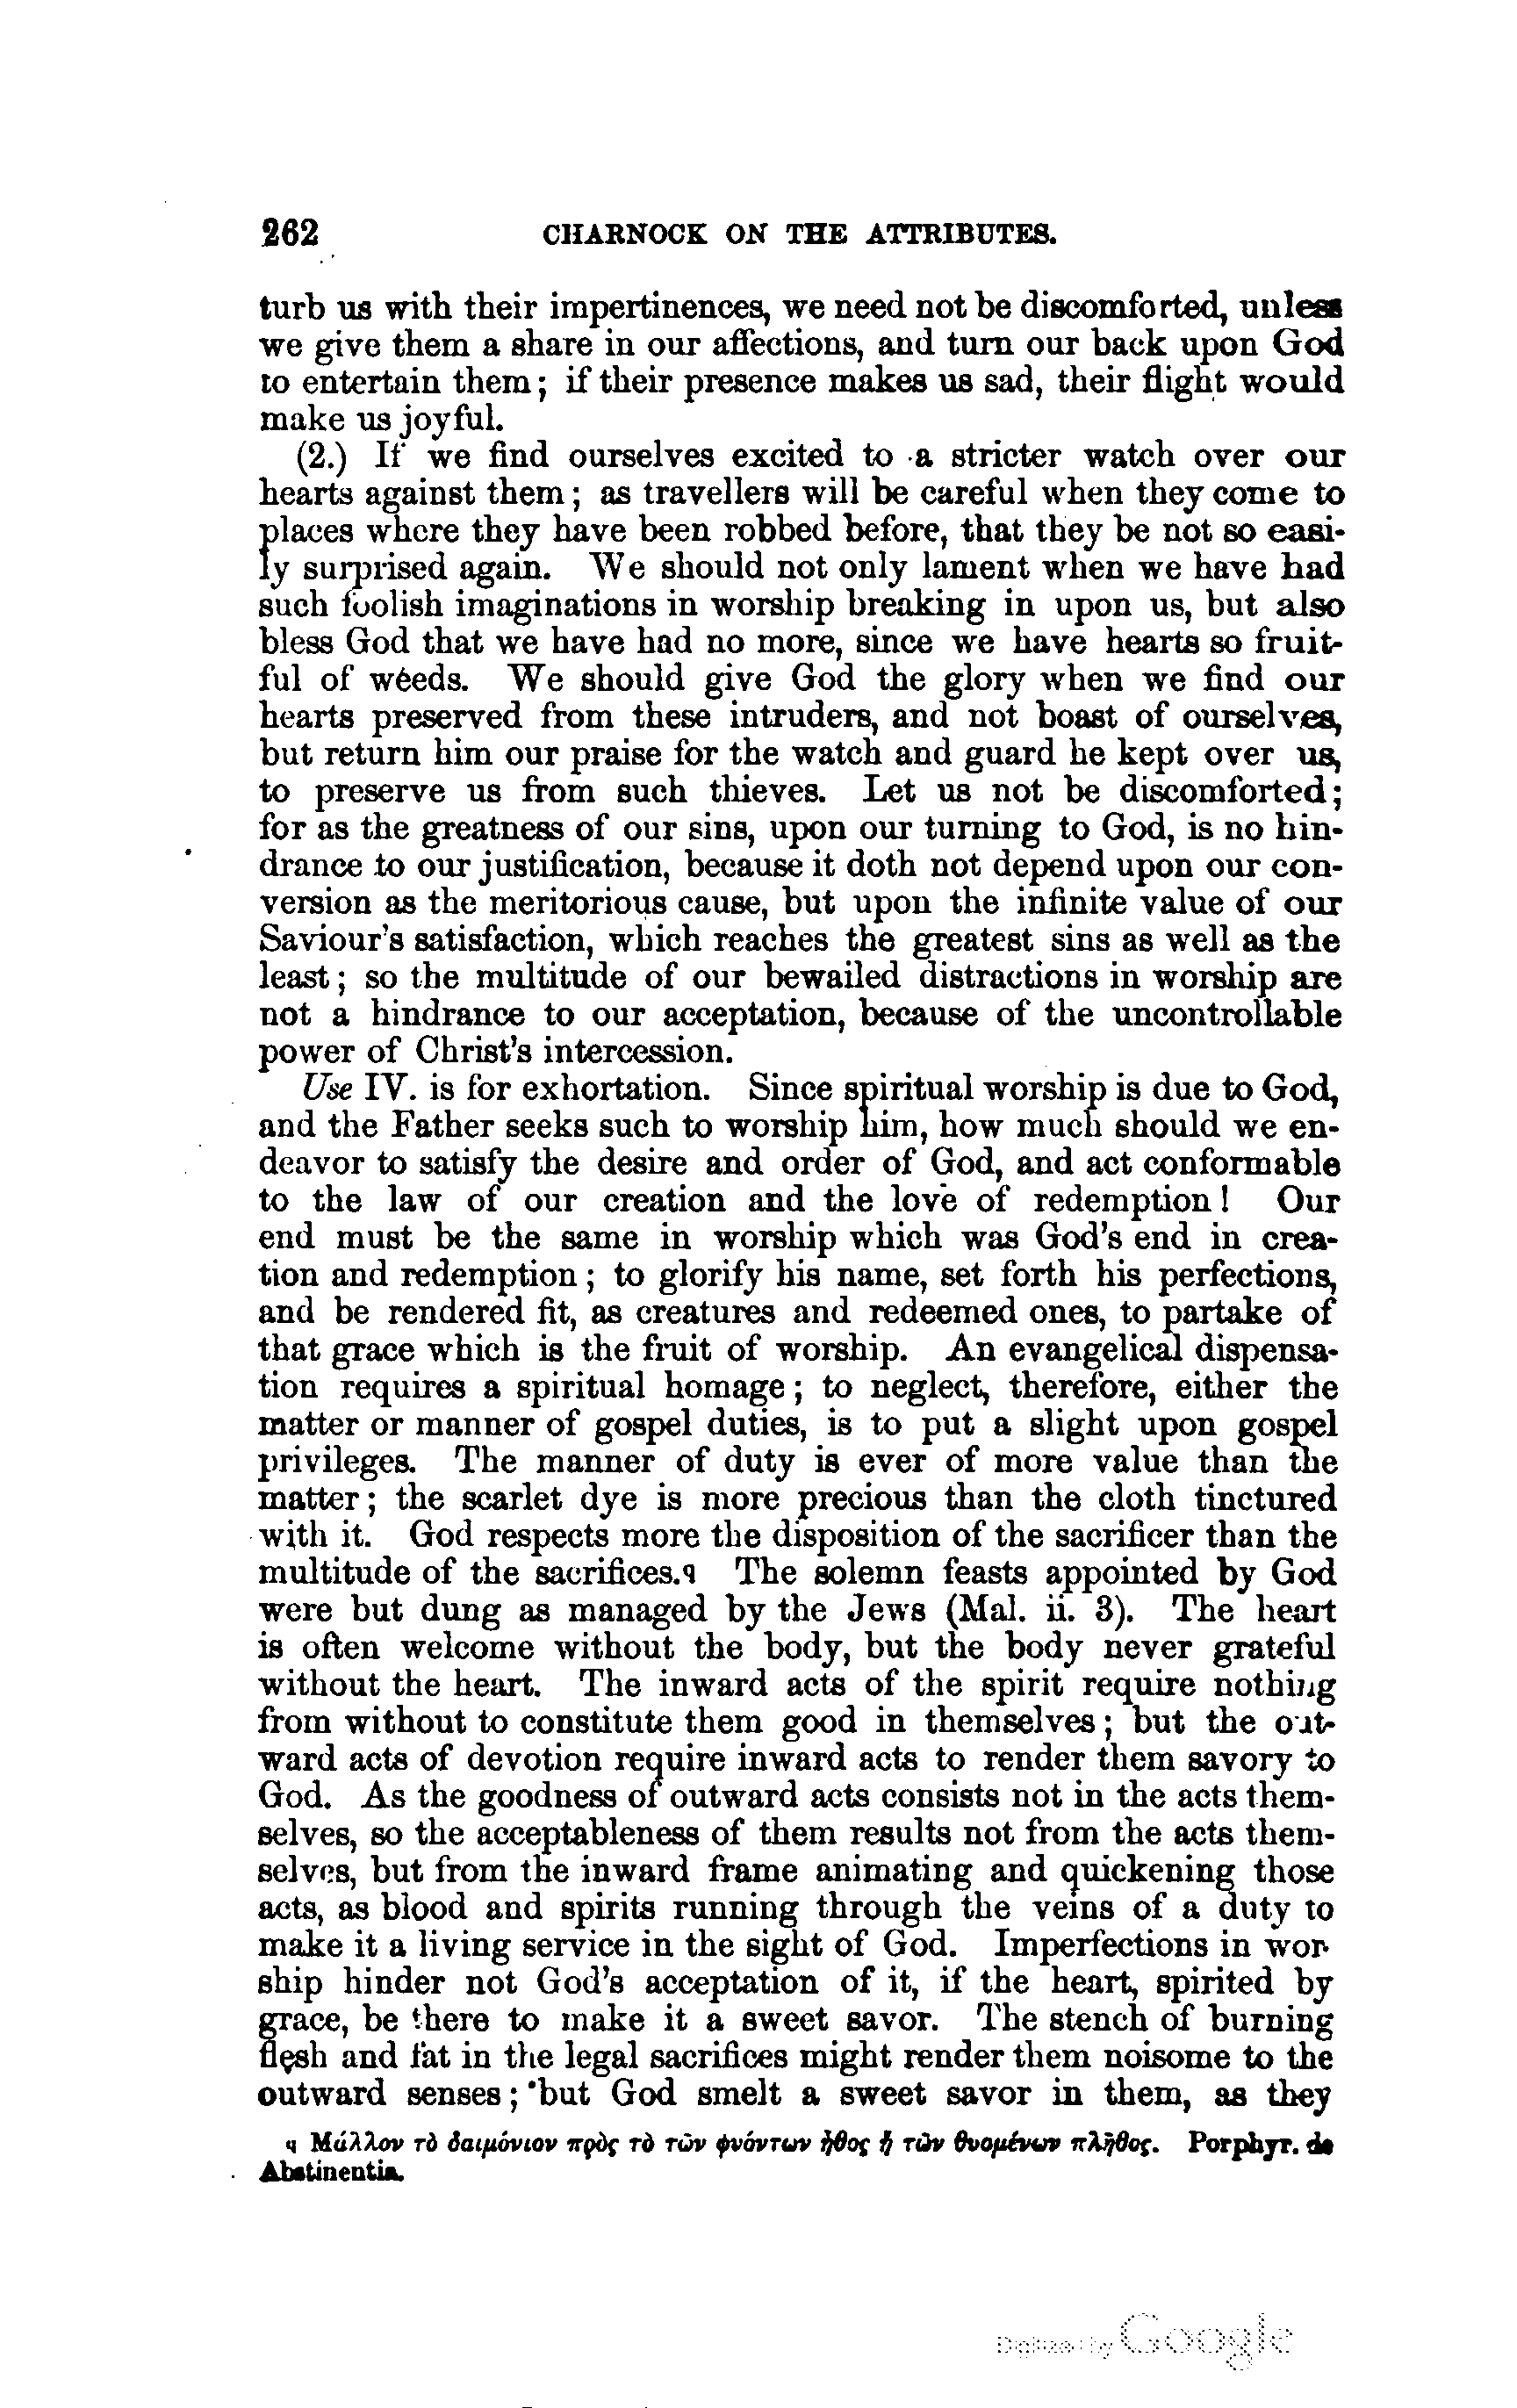 262 CHARNOCK ON THE ATTRIBUTES.
turb us with their impertinences, we need not be discomforted, unless
we give them a share in our affections, and turn our back upon God
to entertain them; if their presence makes us sad, their flight would
make us joyful.
(2.) If we find ourselves excited to a stricter watch over our
hearts against them; as travellers will be careful when they come to
places where they have been robbed before, that they be not so easi-
ly surprised again. We should not only lament when we have had
such foolish imaginations in worship breaking in upon us, but also
bless God that we have had no more, since we have hearts so fruit-
ful of weeds. We should give God the glory when we find our
hearts preserved from these intruders, and not boast of ourselves,
but return him our praise for the watch and guard he kept over us,
to preserve us from such thieves. Let us not be discomforted;
for as the greatness of our sins, upon our turning to God, is no hin-
drance to our justification, because it doth not depend upon our con-
version as the meritorious cause, but upon the infinite value of our
Saviour's satisfaction, which reaches the greatest sins as well as the
least; so the multitude of our bewailed distractions in worship are
not a hindrance to our acceptation, because of the uncontrollable
power of Christ's intercession.
Use IV. is for exhortation. Since spiritual worship is due to God,
and the Father seeks such to worship him, how much should we en-
deavor to satisfy the desire and order of God, and act conformable
to the law of our creation and the love of redemption! Our
end must be the same in worship which was God's end in crea-
tion and redemption; to glorify his name, set forth his perfections,
and be rendered fit, as creatures and redeemed ones, to partake of
that grace which is the fruit of worship. An evangelical dispensa-
tion requires a spiritual homage; to neglect, therefore, either the
matter or manner of gospel duties, is to put a slight upon gospel
privileges. The manner of duty is ever of more value than the
matter; the scarlet dye is more precious than the cloth tinctured
with it. God respects more the disposition of the sacrificer than the
multitude of the sacrifices.q The solemn feasts appointed by God
were but dung as managed by the Jews (Mal. ii. 3). The heart
is often welcome without the body, but the body never grateful
without the heart. The inward acts of the spirit require nothing
from without to constitute them good in themselves; but the out-
ward acts of devotion require inward acts to render them savory to
God. As the goodness of outward acts consists not in the acts them-
selves, so the acceptableness of them results not from the acts them-
selves, but from the inward frame animating and quickening those
acts, as blood and spirits running through the veins of a duty to
make it a living service in the sight of God. Imperfections in wor-
ship hinder not God's acceptation of it, if the heart, spirited by
grace, be there to make it a sweet savor. The stench of burning
flesh and fat in the legal sacrifices might render them noisome to the
outward senses; but God smelt a sweet savor in them, as they
q Μάλλον τὸ δαιμόνιον πρὸς τὸ τῶν φυόντων ἦθος ἢ τῶν θυομένων πλῆθος. Porphyr. de
Abstinentia.
Digitized by Google